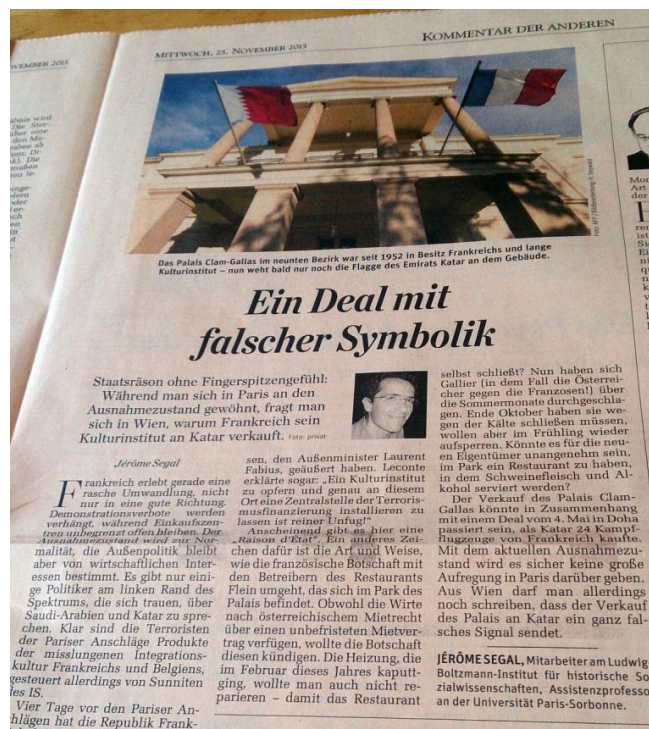 OVEMBER 2015
MITTWOCH, 25. NOVEMBER 2015
KOMMENTAR DER ANDEREN
Das Palais Clam-Gallas im neunten Bezirk war seit 1952 in Besitz Frankreichs und lange
Kulturinstitut – nun weht bald nur noch die Flagge des Emirats Katar an dem Gebäude.
Ein Deal mit
falscher Symbolik
Staatsräson ohne Fingerspitzengefühl:
Während man sich in Paris an den
Ausnahmezustand gewöhnt, fragt man
sich in Wien, warum Frankreich sein
Kulturinstitut an Katar verkauft. Foto: privat
Jérôme Segal
Frankreich erlebt gerade eine
rasche Umwandlung, nicht
nur in eine gute Richtung.
Demonstrationsverbote werden
verhängt, während Einkaufszen-
tren unbegrenzt offen bleiben. Der
Ausnahmezustand wird zur Nor-
malität, die Außenpolitik bleibt
aber von wirtschaftlichen Inter-
essen bestimmt. Es gibt nur eini-
ge Politiker am linken Rand des
Spektrums, die sich trauen, über
Saudi-Arabien und Katar zu spre-
chen. Klar sind die Terroristen
der Pariser Anschläge Produkte
der misslungenen Integrations-
kultur Frankreichs und Belgiens,
gesteuert allerdings von Sunniten
des IS.
Vier Tage vor den Pariser An-
schlägen hat die Republik Frank-
sen, den Außenminister Laurent
Fabius, geäußert haben. Leconte
erklärte sogar: „Ein Kulturinstitut
zu opfern und genau an diesem
Ort eine Zentralstelle der Terroris-
musfinanzierung installieren zu
lassen ist reiner Unfug!“
Anscheinend gibt es hier eine
„Raison d'État“. Ein anderes Zei-
chen dafür ist die Art und Weise,
wie die französische Botschaft mit
den Betreibern des Restaurants
Flein umgeht, das sich im Park des
Palais befindet. Obwohl die Wirte
nach österreichischem Mietrecht
über einen unbefristeten Mietver-
trag verfügen, wollte die Botschaft
diesen kündigen. Die Heizung, die
im Februar dieses Jahres kaputt-
ging, wollte man auch nicht re-
parieren – damit das Restaurant
selbst schließt? Nun haben sich
Gallier (in dem Fall die Österrei-
cher gegen die Franzosen!) über
die Sommermonate durchgeschla-
gen. Ende Oktober haben sie we-
gen der Kälte schließen müssen,
wollen aber im Frühling wieder
aufsperren. Könnte es für die neu-
en Eigentümer unangenehm sein,
im Park ein Restaurant zu haben,
in dem Schweinefleisch und Al-
kohol serviert werden?
Der Verkauf des Palais Clam-
Gallas könnte in Zusammenhang
mit einem Deal vom 4. Mai in Doha
passiert sein, als Katar 24 Kampf-
flugzeuge von Frankreich kaufte.
Mit dem aktuellen Ausnahmezu-
stand wird es sicher keine große
Aufregung in Paris darüber geben.
Aus Wien darf man allerdings
noch schreiben, dass der Verkauf
des Palais an Katar ein ganz fal-
sches Signal sendet.
JÉRÔME SEGAL, Mitarbeiter am Ludwig
Boltzmann-Institut für historische So
zialwissenschaften, Assistenzprofesso
an der Universität Paris-Sorbonne.